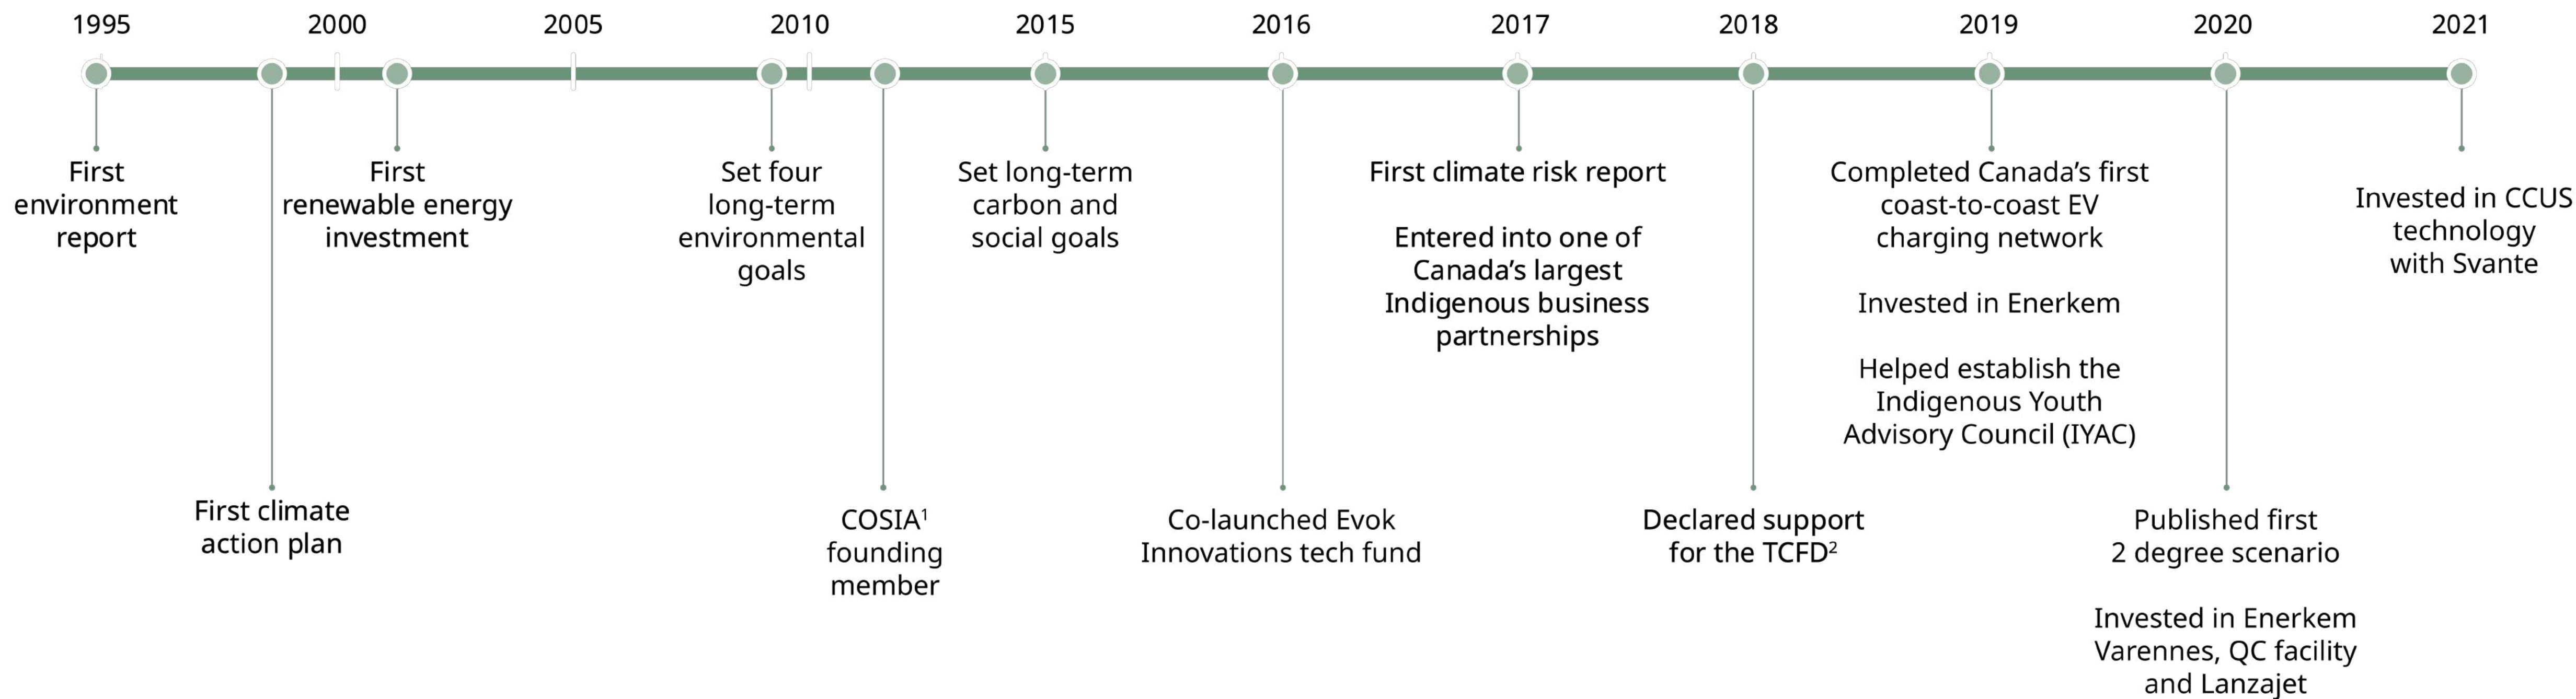 1995
2000
2005
2010
2015
2016
2017
2018
2019
2020
2021
First
environment
report
First climate
action plan
First
renewable energy
investment
Set four
long-term
environmental
goals
COSIA¹
founding
member
Set long-term
carbon and
social goals
Co-launched Evok
Innovations tech fund
First climate risk report
Entered into one of
Canada’s largest
Indigenous business
partnerships
Declared support
for the TCFD²
Completed Canada’s first
coast-to-coast EV
charging network
Invested in Enerkem
Helped establish the
Indigenous Youth
Advisory Council (IYAC)
Published first
2 degree scenario
Invested in Enerkem
Varennes, QC facility
and Lanzajet
Invested in CCUS
technology
with Svante